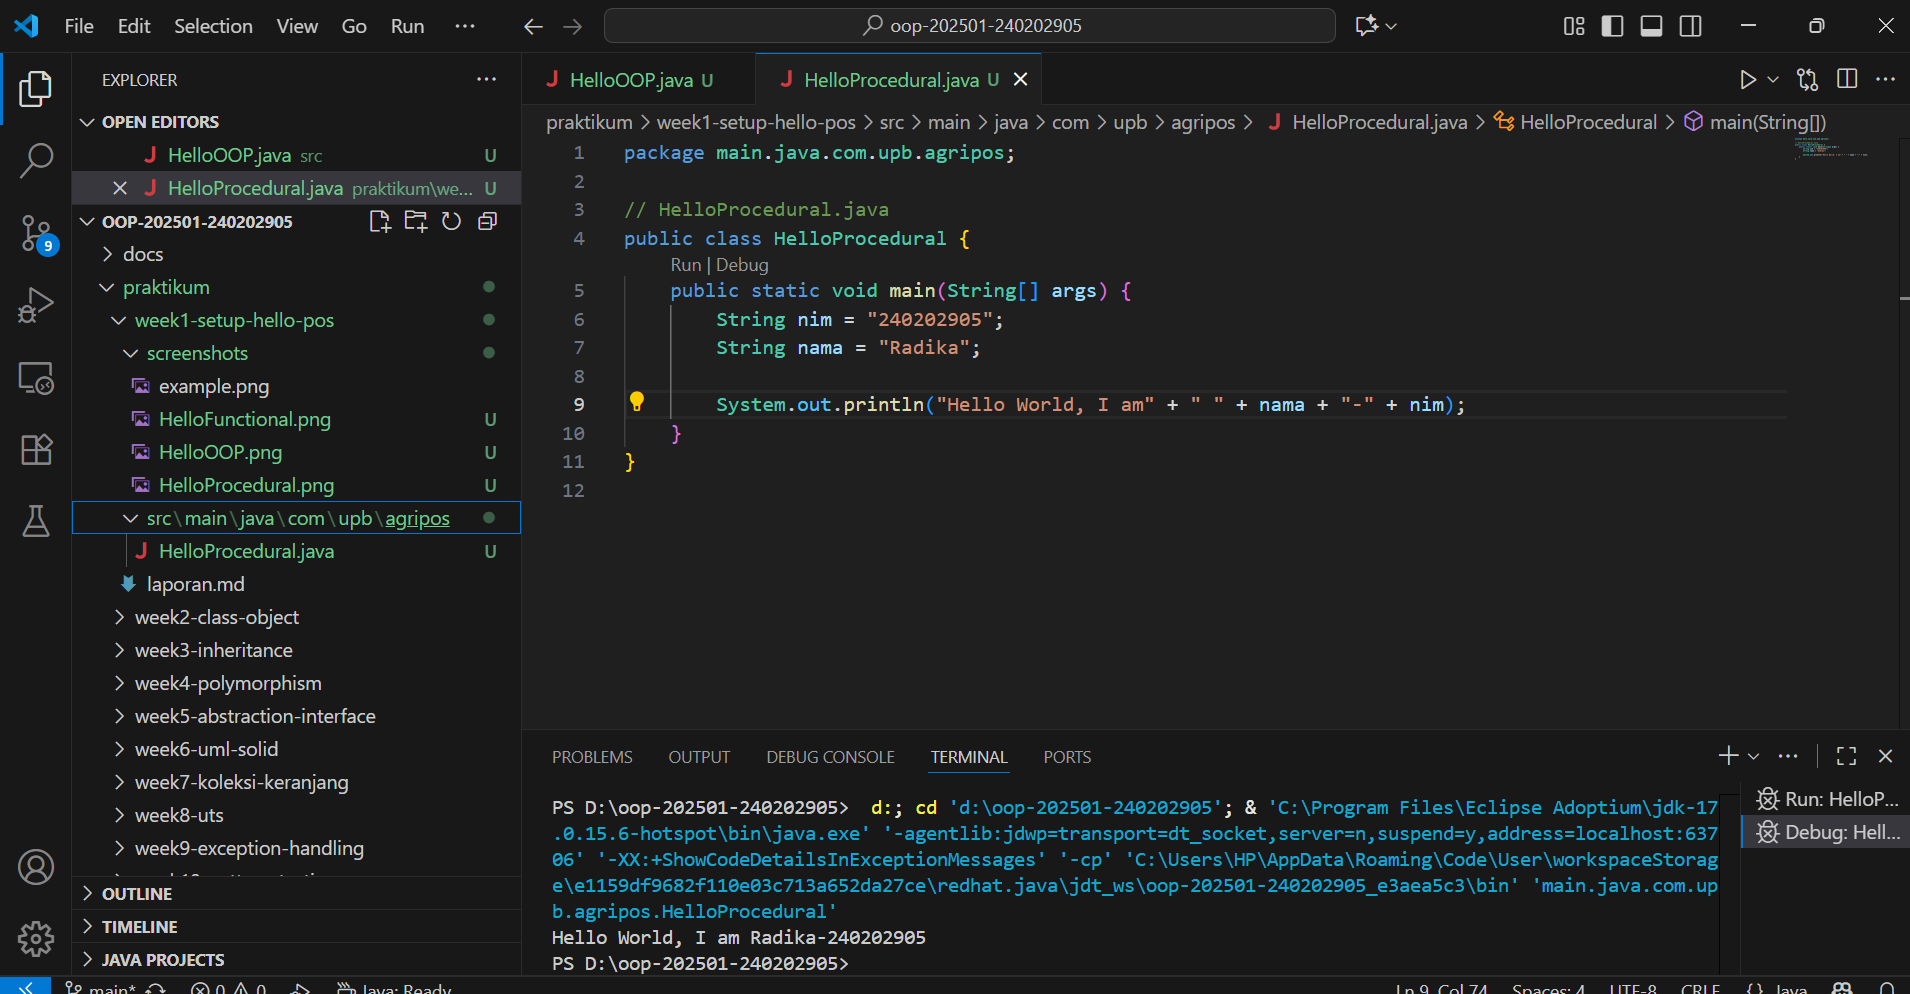 File Edit Selection View Go Run ··· oop-202501-240202905
EXPLORER ···
OPEN EDITORS
HelloOOP.java src U
HelloProcedural.java praktikum\we... U
OOP-202501-240202905
docs
praktikum
week1-setup-hello-pos
screenshots
example.png
HelloFunctional.png U
HelloOOP.png U
HelloProcedural.png U
src\main\java\com\upb\agripos
HelloProcedural.java U
laporan.md
week2-class-object
week3-inheritance
week4-polymorphism
week5-abstraction-interface
week6-uml-solid
week7-koleksi-keranjang
week8-uts
week9-exception-handling
OUTLINE
TIMELINE
JAVA PROJECTS
9
HelloOOP.java U HelloProcedural.java U
praktikum > week1-setup-hello-pos > src > main > java > com > upb > agripos > HelloProcedural.java > HelloProcedural > main(String[])
1 package main.java.com.upb.agripos;
2
3 // HelloProcedural.java
4 public class HelloProcedural {
Run | Debug
5 public static void main(String[] args) {
6 String nim = "240202905";
7 String nama = "Radika";
8
9 System.out.println("Hello World, I am" + " " + nama + "-" + nim);
10 }
11 }
12
PROBLEMS OUTPUT DEBUG CONSOLE TERMINAL PORTS
PS D:\oop-202501-240202905> d:; cd 'd:\oop-202501-240202905'; & 'C:\Program Files\Eclipse Adoptium\jdk-17
.0.15.6-hotspot\bin\java.exe' '-agentlib:jdwp=transport=dt_socket,server=n,suspend=y,address=localhost:637
06' '-XX:+ShowCodeDetailsInExceptionMessages' '-cp' 'C:\Users\HP\AppData\Roaming\Code\User\workspaceStorag
e\e1159df9682f110e03c713a652da27ce\redhat.java\jdt_ws\oop-202501-240202905_e3aea5c3\bin' 'main.java.com.up
b.agripos.HelloProcedural'
Hello World, I am Radika-240202905
PS D:\oop-202501-240202905>
Run: HelloP...
Debug: Hell...
main* 0 0 Java: Ready Ln 9, Col 74 Spaces: 4 UTF-8 CRLF {} Java